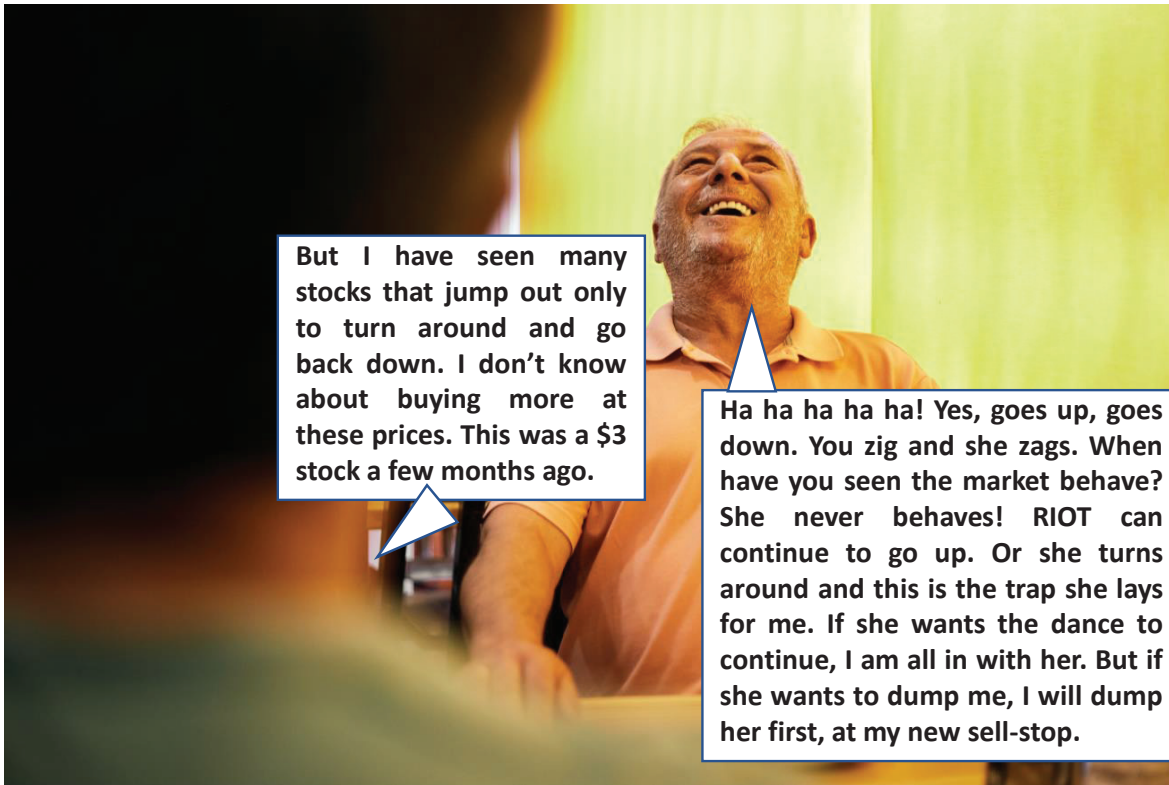 But I have seen many
stocks that jump out only
to turn around and go
back down. I don’t know
about buying more at
these prices. This was a $3
stock a few months ago.
Ha ha ha ha ha! Yes, goes up, goes
down. You zig and she zags. When
have you seen the market behave?
She never behaves! RIOT can
continue to go up. Or she turns
around and this is the trap she lays
for me. If she wants the dance to
continue, I am all in with her. But if
she wants to dump me, I will dump
her first, at my new sell-stop.